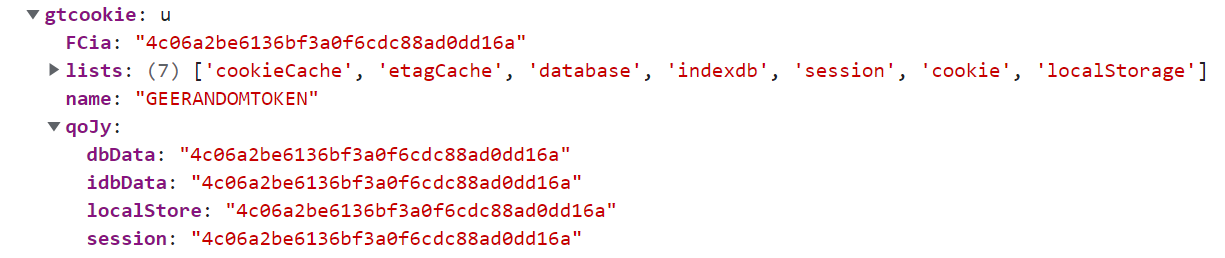 ▼ gtcookie: u
FCia: "4c06a2be6136bf3a0f6cdc88ad0dd16a"
▶ lists: (7) ['cookieCache', 'etagCache', 'database', 'indexdb', 'session', 'cookie', 'localStorage']
name: "GEERANDOMTOKEN"
▼ qoJy:
dbData: "4c06a2be6136bf3a0f6cdc88ad0dd16a"
idbData: "4c06a2be6136bf3a0f6cdc88ad0dd16a"
localStore: "4c06a2be6136bf3a0f6cdc88ad0dd16a"
session: "4c06a2be6136bf3a0f6cdc88ad0dd16a"